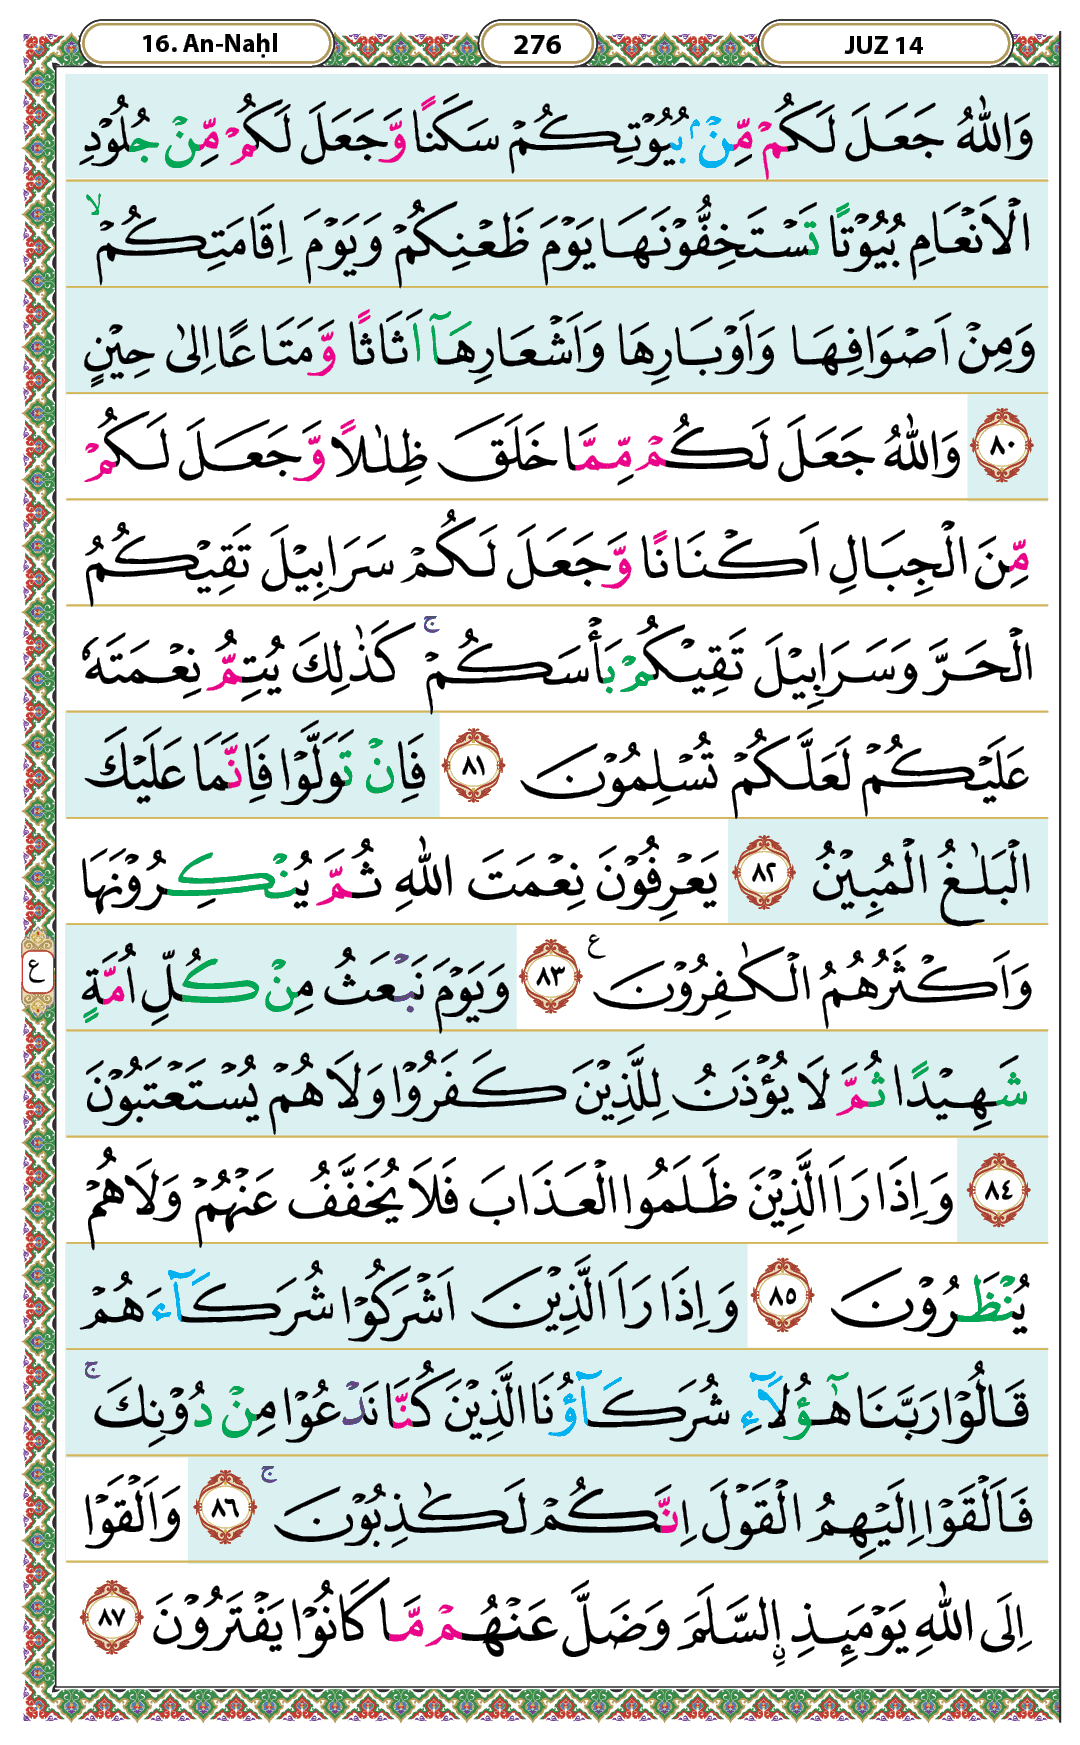 16. An-Naḥl
276
JUZ 14
وَاللّٰهُ جَعَلَ لَكُمْ مِّنْۢ بُيُوْتِكُمْ سَكَنًا وَّجَعَلَ لَكُمْ مِّنْ جُلُوْدِ
الْاَنْعَامِ بُيُوْتًا تَسْتَخِفُّوْنَهَا يَوْمَ ظَعْنِكُمْ وَيَوْمَ اِقَامَتِكُمْ ۙ
وَمِنْ اَصْوَافِهَا وَاَوْبَارِهَا وَاَشْعَارِهَآ اَثَاثًا وَّمَتَاعًا اِلٰى حِيْنٍ
٨٠ وَاللّٰهُ جَعَلَ لَكُمْ مِّمَّا خَلَقَ ظِلٰلًا وَّجَعَلَ لَكُمْ
مِّنَ الْجِبَالِ اَكْنَانًا وَّجَعَلَ لَكُمْ سَرَابِيْلَ تَقِيْكُمُ
الْحَرَّ وَسَرَابِيْلَ تَقِيْكُمْ بَأْسَكُمْ ۚ كَذٰلِكَ يُتِمُّ نِعْمَتَهٗ
عَلَيْكُمْ لَعَلَّكُمْ تُسْلِمُوْنَ ٨١ فَاِنْ تَوَلَّوْا فَاِنَّمَا عَلَيْكَ
الْبَلٰغُ الْمُبِيْنُ ٨٢ يَعْرِفُوْنَ نِعْمَتَ اللّٰهِ ثُمَّ يُنْكِرُوْنَهَا
وَاَكْثَرُهُمُ الْكٰفِرُوْنَ ع ٨٣ وَيَوْمَ نَبْعَثُ مِنْ كُلِّ اُمَّةٍ
ع
شَهِيْدًا ثُمَّ لَا يُؤْذَنُ لِلَّذِيْنَ كَفَرُوْا وَلَا هُمْ يُسْتَعْتَبُوْنَ
٨٤ وَاِذَا رَاَ الَّذِيْنَ ظَلَمُوا الْعَذَابَ فَلَا يُخَفَّفُ عَنْهُمْ وَلَا هُمْ
يُنْظَرُوْنَ ٨٥ وَاِذَا رَاَ الَّذِيْنَ اَشْرَكُوْا شُرَكَآءَهُمْ
قَالُوْا رَبَّنَا هٰٓؤُلَآءِ شُرَكَآؤُنَا الَّذِيْنَ كُنَّا نَدْعُوْا مِنْ دُوْنِكَ ۚ
فَاَلْقَوْا اِلَيْهِمُ الْقَوْلَ اِنَّكُمْ لَكٰذِبُوْنَ ۚ ٨٦ وَاَلْقَوْا
اِلَى اللّٰهِ يَوْمَىِٕذِ ࣙالسَّلَمَ وَضَلَّ عَنْهُمْ مَّا كَانُوْا يَفْتَرُوْنَ ٨٧